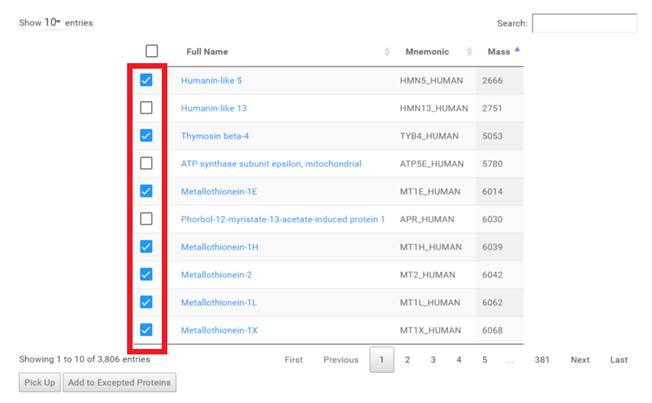 Show 10 entries Search:
Full Name Mnemonic Mass
Humanin-like 5 HMN5_HUMAN 2666
Humanin-like 13 HMN13_HUMAN 2751
Thymosin beta-4 TYB4_HUMAN 5053
ATP synthase subunit epsilon, mitochondrial ATP5E_HUMAN 5780
Metallothionein-1E MT1E_HUMAN 6014
Phorbol-12-myristate-13-acetate-induced protein 1 APR_HUMAN 6030
Metallothionein-1H MT1H_HUMAN 6039
Metallothionein-2 MT2_HUMAN 6042
Metallothionein-1L MT1L_HUMAN 6062
Metallothionein-1X MT1X_HUMAN 6068
Showing 1 to 10 of 3,806 entries First Previous 1 2 3 4 5 ... 381 Next Last
Pick Up Add to Excepted Proteins